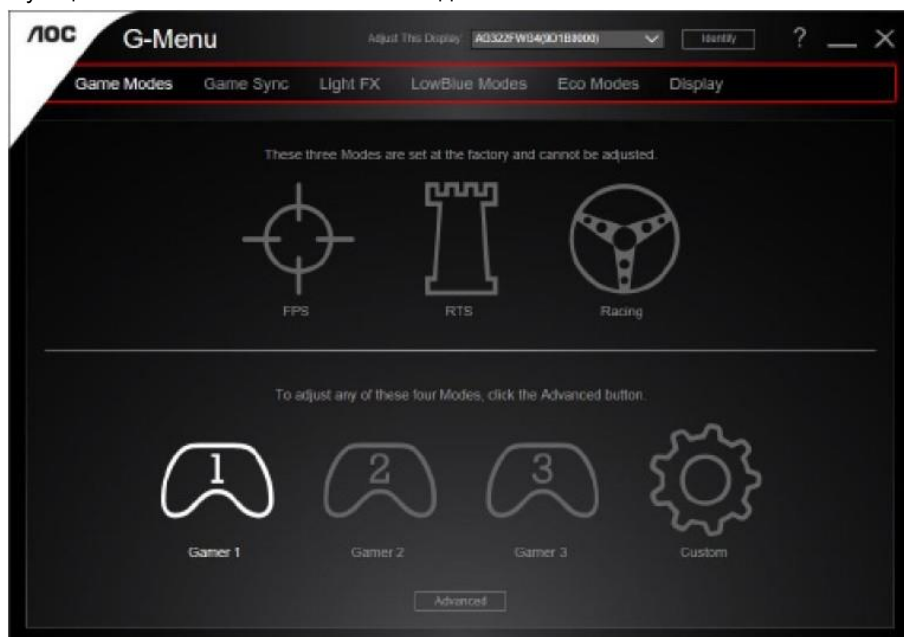 AOC G-Menu Adjust This Display: AG322FWG4(9O1B8000) Identify ?
Game Modes Game Sync Light FX LowBlue Modes Eco Modes Display
These three Modes are set at the factory and cannot be adjusted.
FPS RTS Racing
To adjust any of these four Modes, click the Advanced button.
1 2 3
Gamer 1 Gamer 2 Gamer 3 Custom
Advanced